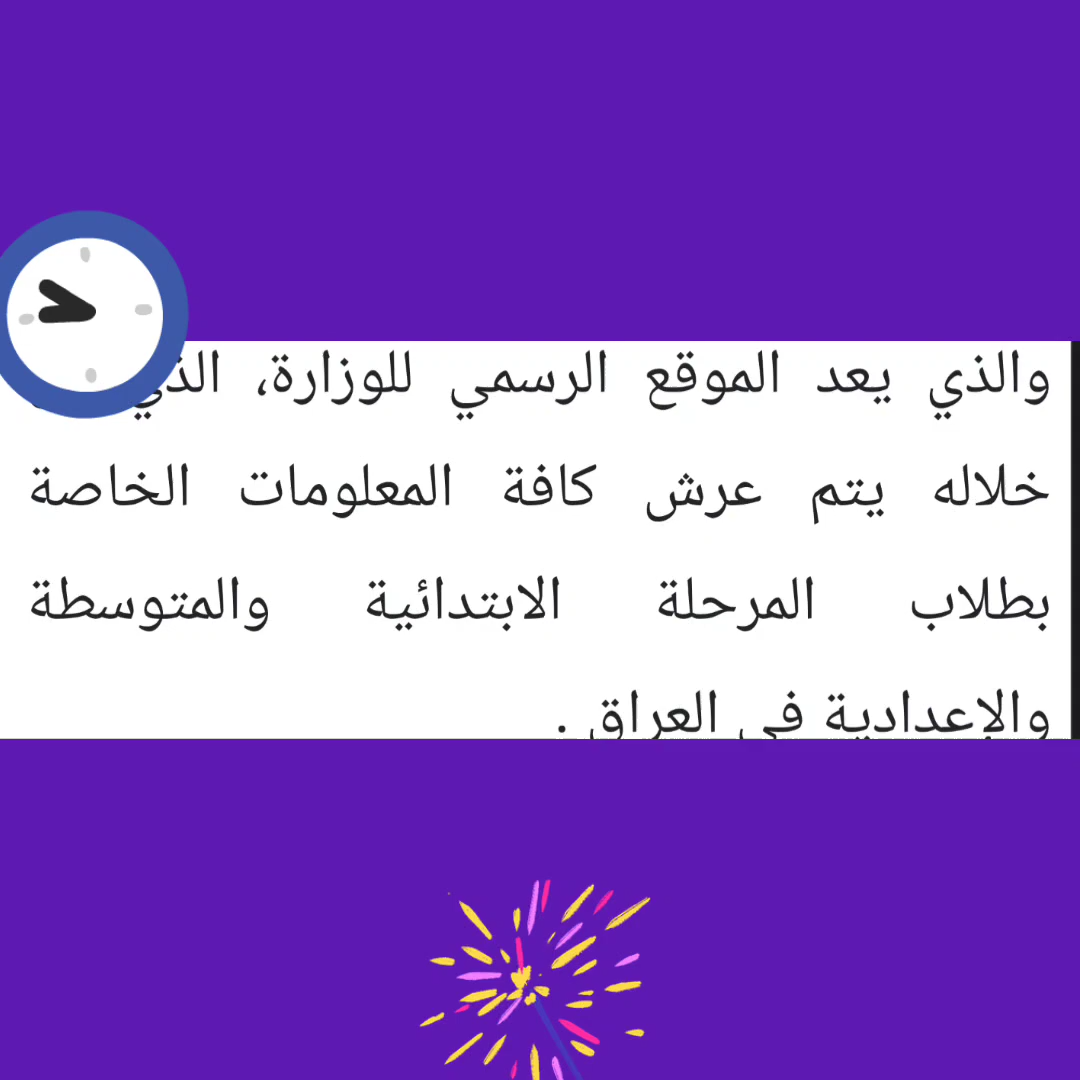 والذي يعد الموقع الرسمي للوزارة، الذي
خلاله يتم عرش كافة المعلومات الخاصة
بطلاب المرحلة الابتدائية والمتوسطة
والإعدادية في العراق .